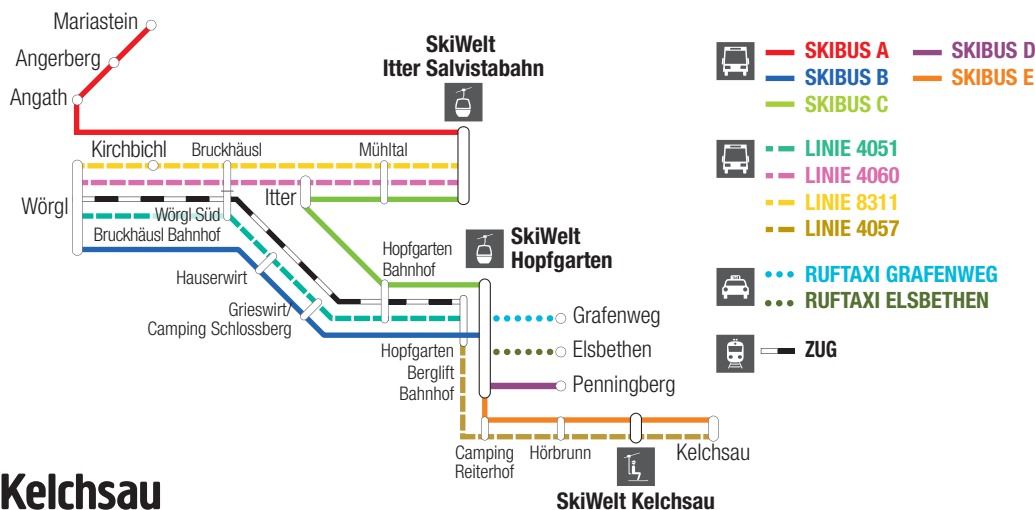 Mariastein
Angerberg
Angath
SkiWelt
Itter Salvistabahn
Kirchbichl
Bruckhäusl
Mühltal
Wörgl
Itter
Wörgl Süd
Bruckhäusl Bahnhof
Hauserwirt
Grieswirt/
Camping Schlossberg
Hopfgarten
Bahnhof
SkiWelt
Hopfgarten
Grafenweg
Elsbethen
Penningberg
Hopfgarten
Berglift
Bahnhof
Camping
Reiterhof
Hörbrunn
Kelchsau
SkiWelt Kelchsau
Kelchsau
SKIBUS A
SKIBUS D
SKIBUS B
SKIBUS E
SKIBUS C
LINIE 4051
LINIE 4060
LINIE 8311
LINIE 4057
RUFTAXI GRAFENWEG
RUFTAXI ELSBETHEN
ZUG